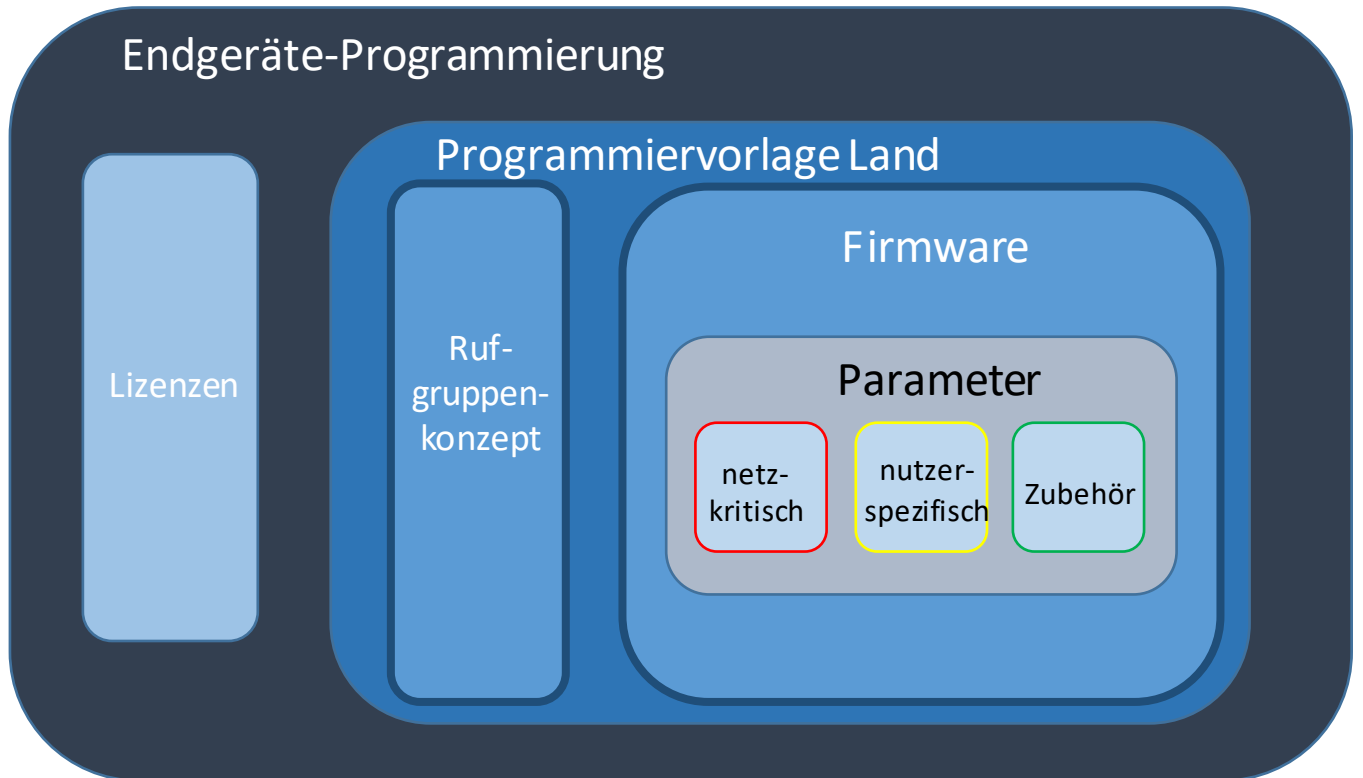 Endgeräte-Programmierung
Programmiervorlage Land
Lizenzen
Ruf-
gruppen-
konzept
Firmware
Parameter
netz-
kritisch
nutzer-
spezifisch
Zubehör